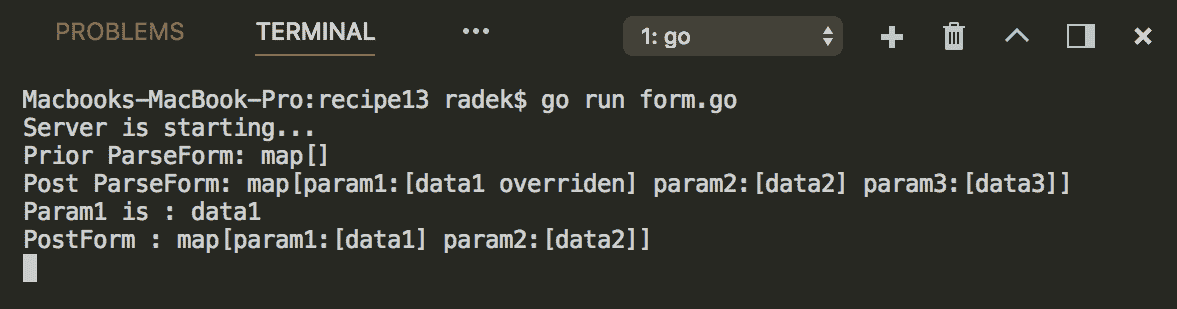 PROBLEMS TERMINAL ••• 1: go
Macbooks-MacBook-Pro:recipe13 radek$ go run form.go
Server is starting...
Prior ParseForm: map[]
Post ParseForm: map[param1:[data1 overriden] param2:[data2] param3:[data3]]
Param1 is : data1
PostForm : map[param1:[data1] param2:[data2]]